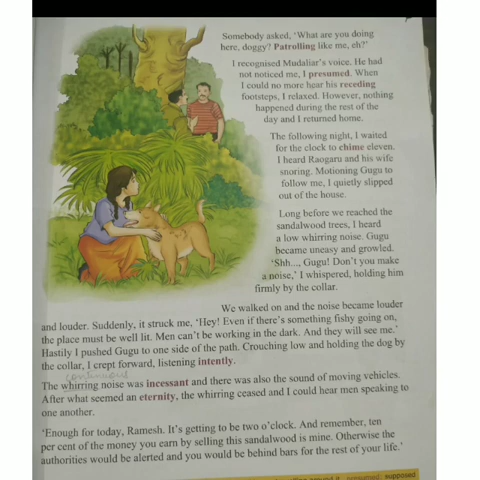 Somebody asked, 'What are you doing
here, doggy? Patrolling like me, eh?'
I recognised Mudaliar's voice. He had
not noticed me, I presumed. When
I could no more hear his receding
footsteps, I relaxed. However, nothing
happened during the rest of the
day and I returned home.
The following night, I waited
for the clock to chime eleven.
I heard Raogaru and his wife
snoring. Motioning Gugu to
follow me, I quietly slipped
out of the house.
Long before we reached the
sandalwood trees, I heard
a low whirring noise. Gugu
became uneasy and growled.
'Shh..., Gugu! Don't you make
a noise,' I whispered, holding him
firmly by the collar.
We walked on and the noise became louder
and louder. Suddenly, it struck me, 'Hey! Even if there's something fishy going on,
the place must be well lit. Men can't be working in the dark. And they will see me.'
Hastily I pushed Gugu to one side of the path. Crouching low and holding the dog by
the collar, I crept forward, listening intently.
The whirring noise was incessant and there was also the sound of moving vehicles.
After what seemed an eternity, the whirring ceased and I could hear men speaking to
one another.
'Enough for today, Ramesh. It's getting to be two o'clock. And remember, ten
per cent of the money you earn by selling this sandalwood is mine. Otherwise the
authorities would be alerted and you would be behind bars for the rest of your life.'
supposed